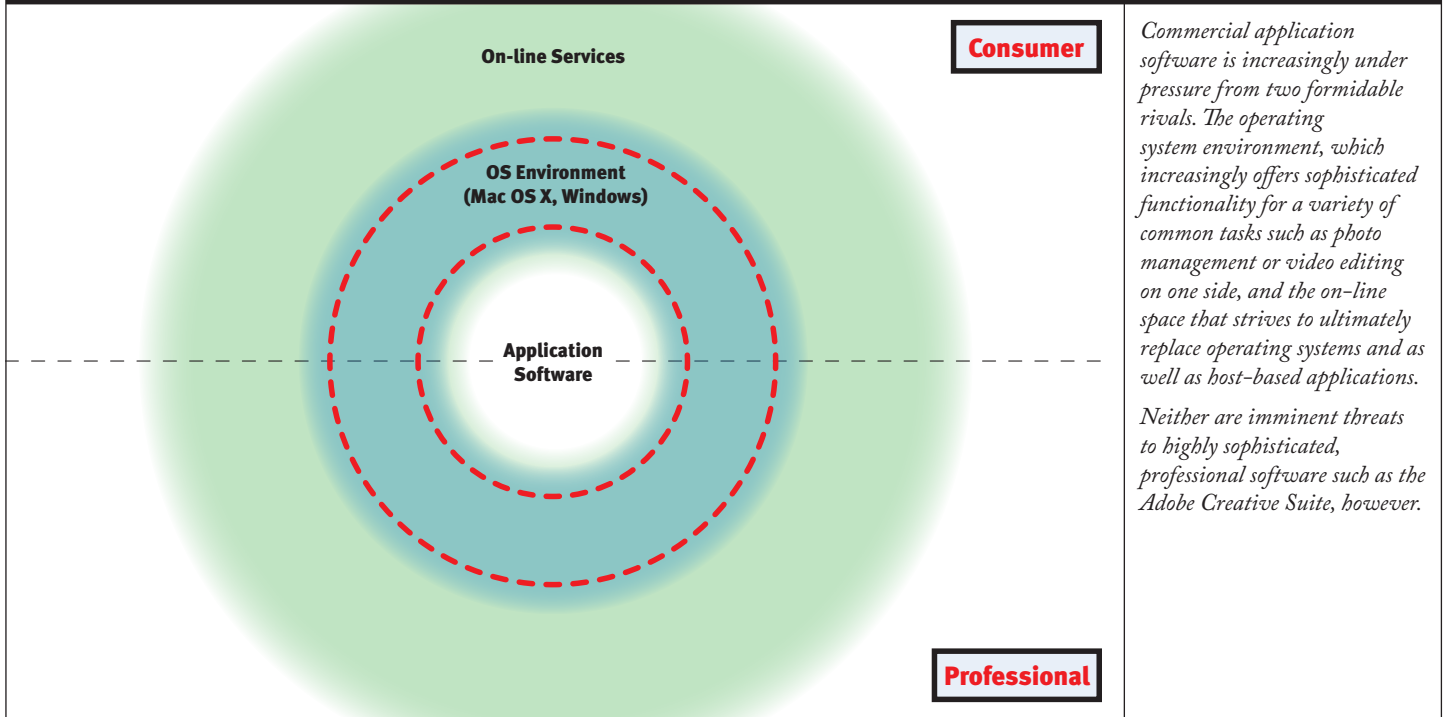 On-line Services
Consumer
OS Environment
(Mac OS X, Windows)
Application
Software
Professional
Commercial application
software is increasingly under
pressure from two formidable
rivals. The operating
system environment, which
increasingly offers sophisticated
functionality for a variety of
common tasks such as photo
management or video editing
on one side, and the on-line
space that strives to ultimately
replace operating systems and as
well as host-based applications.
Neither are imminent threats
to highly sophisticated,
professional software such as the
Adobe Creative Suite, however.